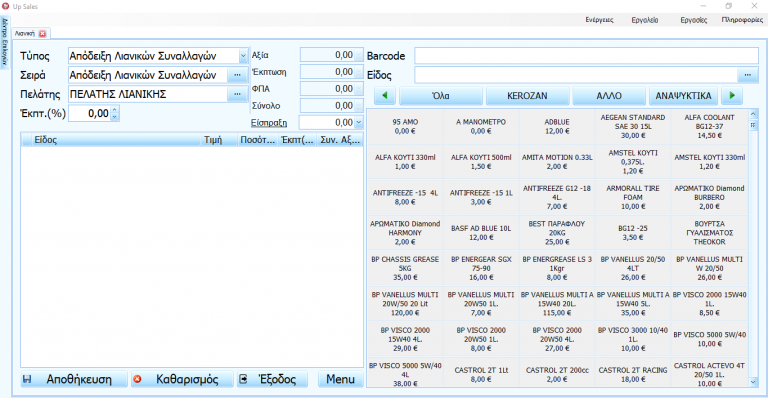 Up Sales
Ενέργειες Εργαλεία Εργασίες Πληροφορίες
Δέντρο Επιλογών.
Λιανική
Τύπος Απόδειξη Λιανικών Συναλλαγών
Σειρά Απόδειξη Λιανικών Συναλλαγών ...
Πελάτης ΠΕΛΑΤΗΣ ΛΙΑΝΙΚΗΣ ...
Έκπτ.(%) 0,00
Αξία 0,00
Έκπτωση 0,00
ΦΠΑ 0,00
Σύνολο 0,00
Είσπραξη 0,00
Barcode
Είδος ...
Όλα KEROZAN ΑΛΛΟ ΑΝΑΨΥΚΤΙΚΑ
Είδος Τιμή Ποσότ... Έκπτ(... Συν. Αξ...
95 ΑΜΟ
0,00 €
Α ΜΑΝΟΜΕΤΡΟ
0,00 €
ADBLUE
12,00 €
AEGEAN STANDARD
SAE 30 15L
30,00 €
ALFA COOLANT
BG12-37
14,50 €
ALFA ΚΟΥΤΙ 330ml
1,00 €
ALFA ΚΟΥΤΙ 500ml
1,50 €
AMITA MOTION 0.33L
2,00 €
AMSTEL ΚΟΥΤΙ
0,375L.
1,20 €
AMSTEL ΚΟΥΤΙ 330ml
1,20 €
ANTIFREEZE -15 4L
8,00 €
ANTIFREEZE -15 1L
3,00 €
ANTIFREEZE G12 -18
4L.
7,00 €
ARMORALL TIRE
FOAM
10,00 €
ΑΡΩΜΑΤΙΚΟ Diamond
BURBERO
2,00 €
ΑΡΩΜΑΤΙΚΟ Diamond
HARMONY
2,00 €
BASF AD BLUE 10L
12,00 €
BEST ΠΑΡΑΦΛΟΥ
20KG
25,00 €
BG12 -25
3,50 €
ΒΟΥΡΤΣΑ
ΓΥΑΛΙΣΜΑΤΟΣ
THEOKOR
BP CHASSIS GREASE
5KG
35,00 €
BP ENERGEAR SGX
75-90
16,00 €
BP ENERGREASE LS 3
1Kgr
8,00 €
BP VANELLUS 20/50
4LT
26,00 €
BP VANELLUS MULTI
W 20/50
26,00 €
BP VANELLUS MULTI
20W/50 20 Lit
120,00 €
BP VANELLUS MULTI
20W50 1L.
7,00 €
BP VANELLUS MULTI A
15W40 20L.
115,00 €
BP VANELLUS MULTI A
15W40 5L.
35,00 €
BP VISCO 2000 15W40
1L.
8,50 €
BP VISCO 2000
15W40 4L.
29,00 €
BP VISCO 2000
20W50 1L.
8,00 €
BP VISCO 2000
20W50 4L.
27,00 €
BP VISCO 3000 10/40
1L.
10,00 €
BP VISCO 5000 5W/40
10,00 €
BP VISCO 5000 5W/40
4L
38,00 €
CASTROL 2T 1Lt
8,00 €
CASTROL 2T 200cc
2,00 €
CASTROL 2T RACING
18,00 €
CASTROL ACTEVO 4T
20/50 1L.
10,00 €
Αποθήκευση Καθαρισμός Έξοδος Menu